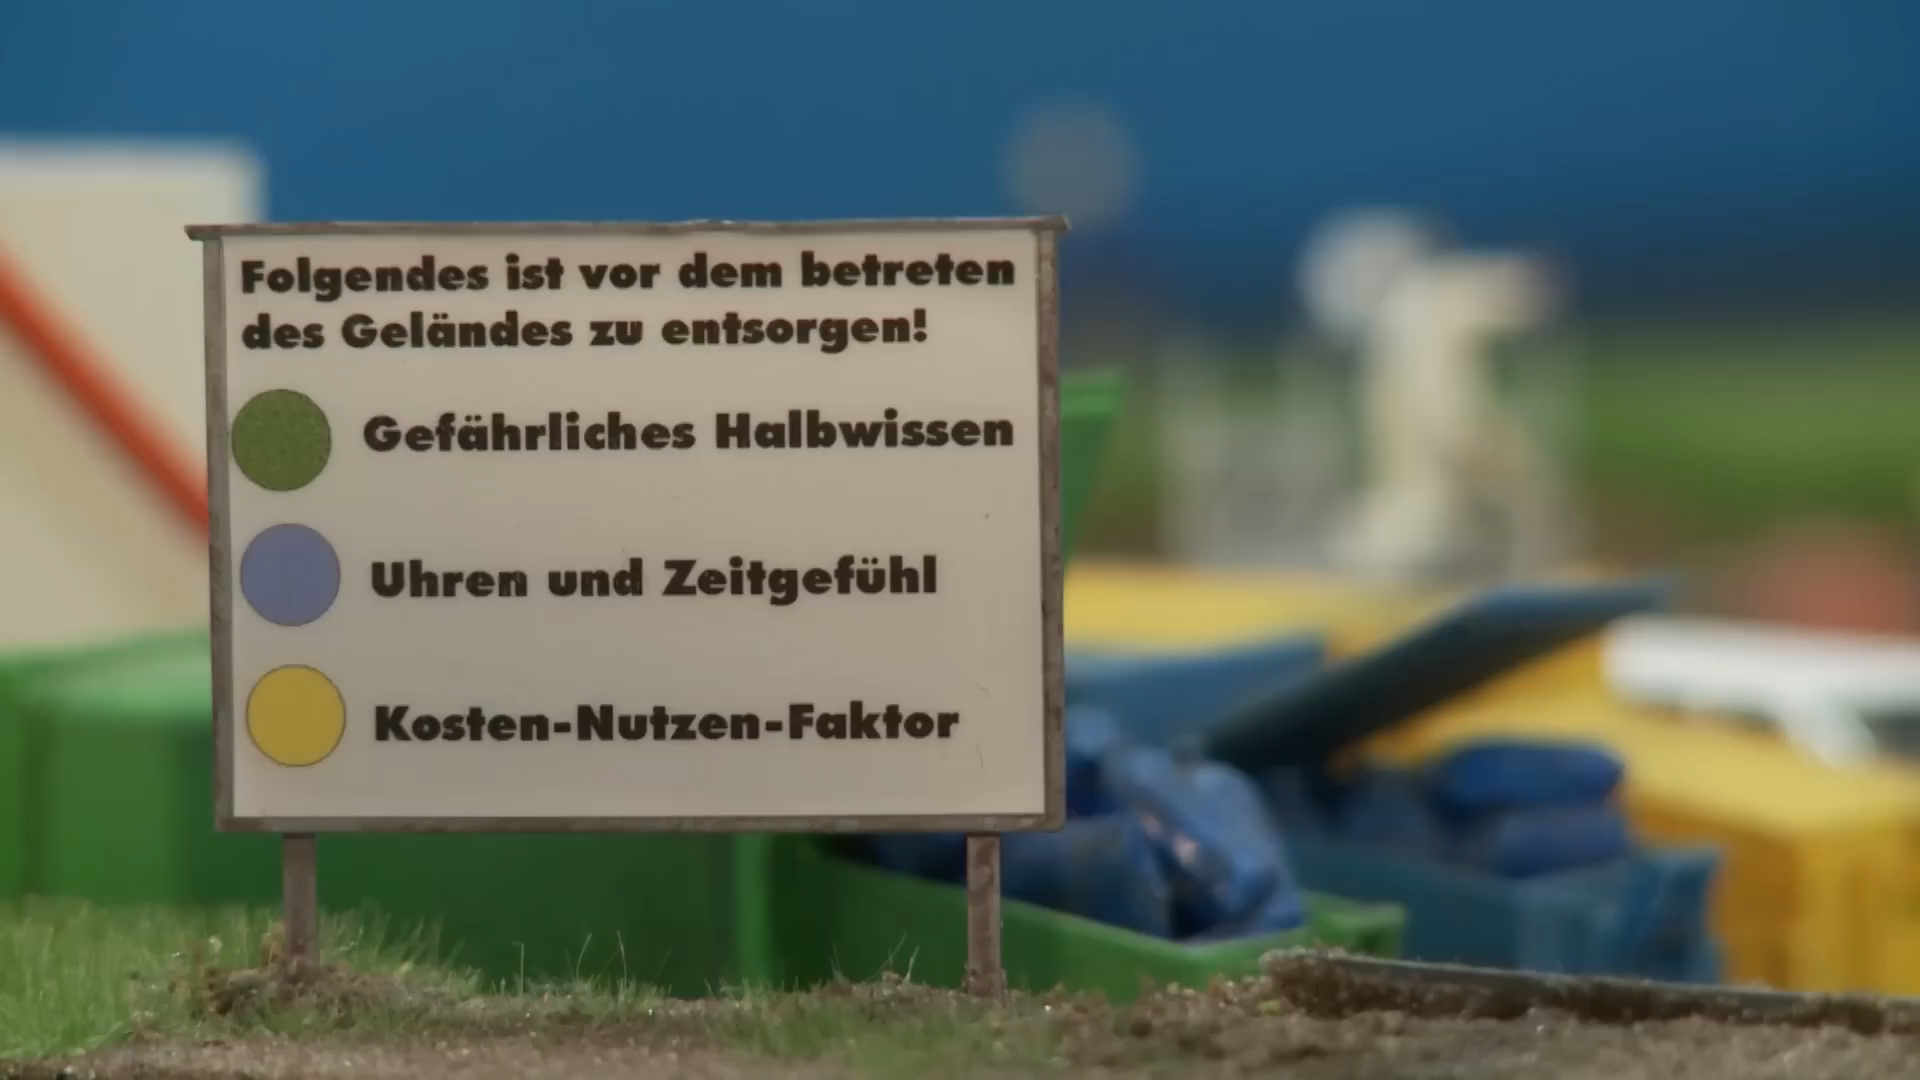 Folgendes ist vor dem betreten
des Geländes zu entsorgen!
Gefährliches Halbwissen
Uhren und Zeitgefühl
Kosten-Nutzen-Faktor